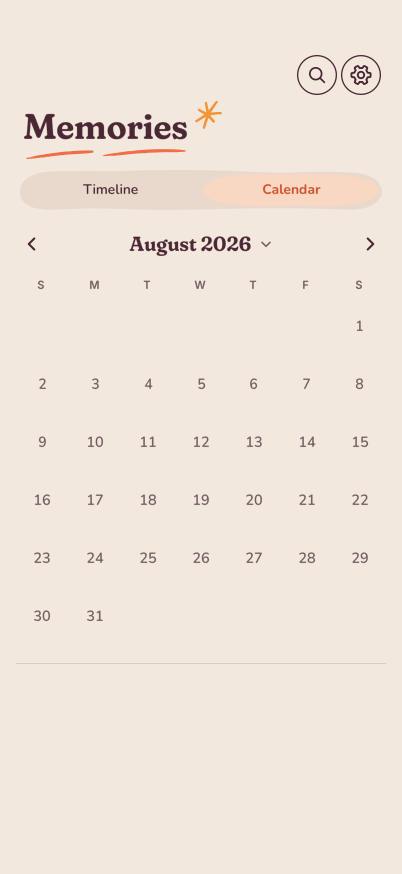 Memories
Timeline Calendar
August 2026
S M T W T F S
1
2 3 4 5 6 7 8
9 10 11 12 13 14 15
16 17 18 19 20 21 22
23 24 25 26 27 28 29
30 31